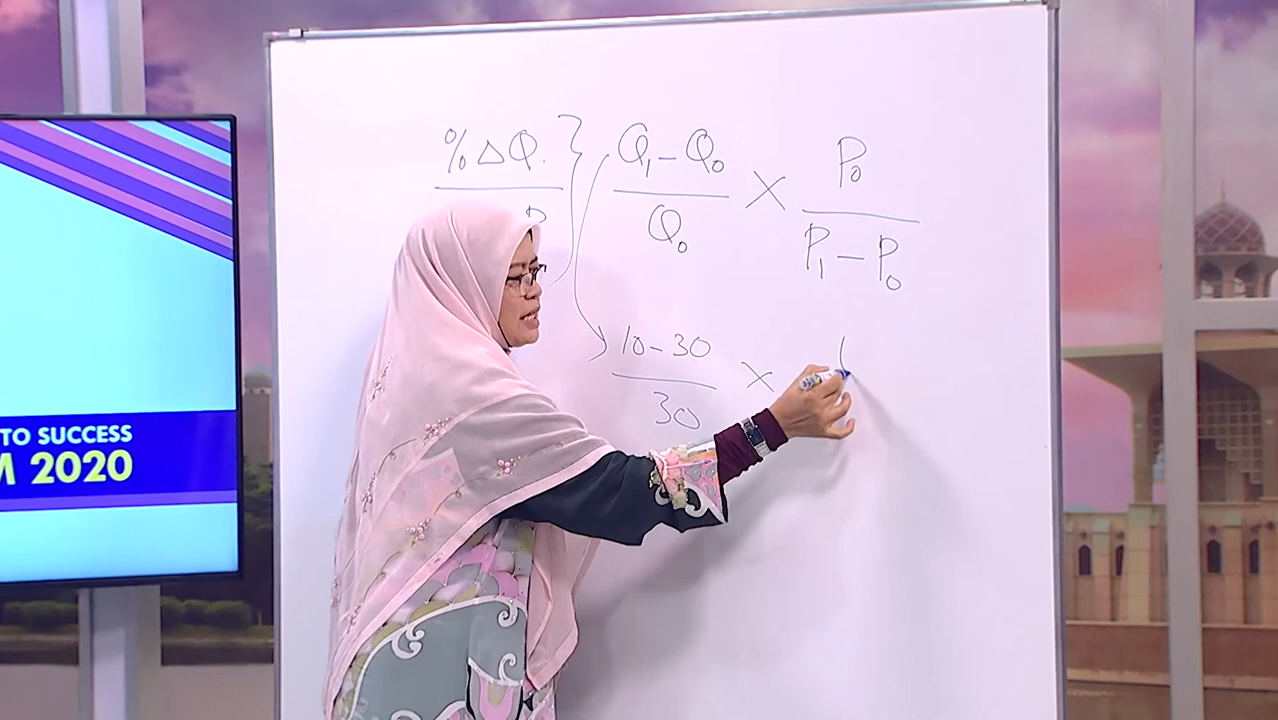 %ΔQ. } Q₁ - Q₀ × P₀
P Q₀ P₁ - P₀
10 - 30 ×
30
TO SUCCESS
M 2020